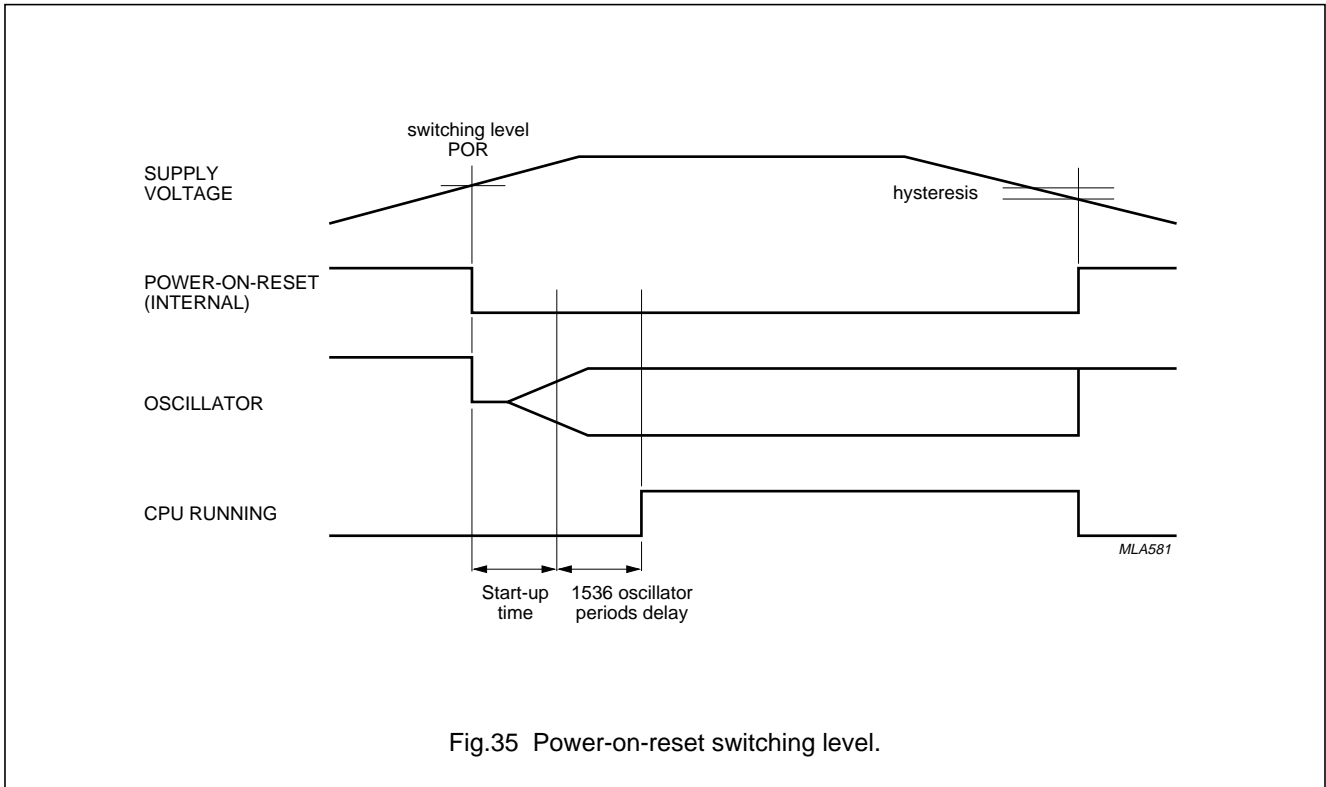 switching level
POR
SUPPLY
VOLTAGE
hysteresis
POWER-ON-RESET
(INTERNAL)
OSCILLATOR
CPU RUNNING
MLA581
Start-up
time
1536 oscillator
periods delay
Fig.35 Power-on-reset switching level.